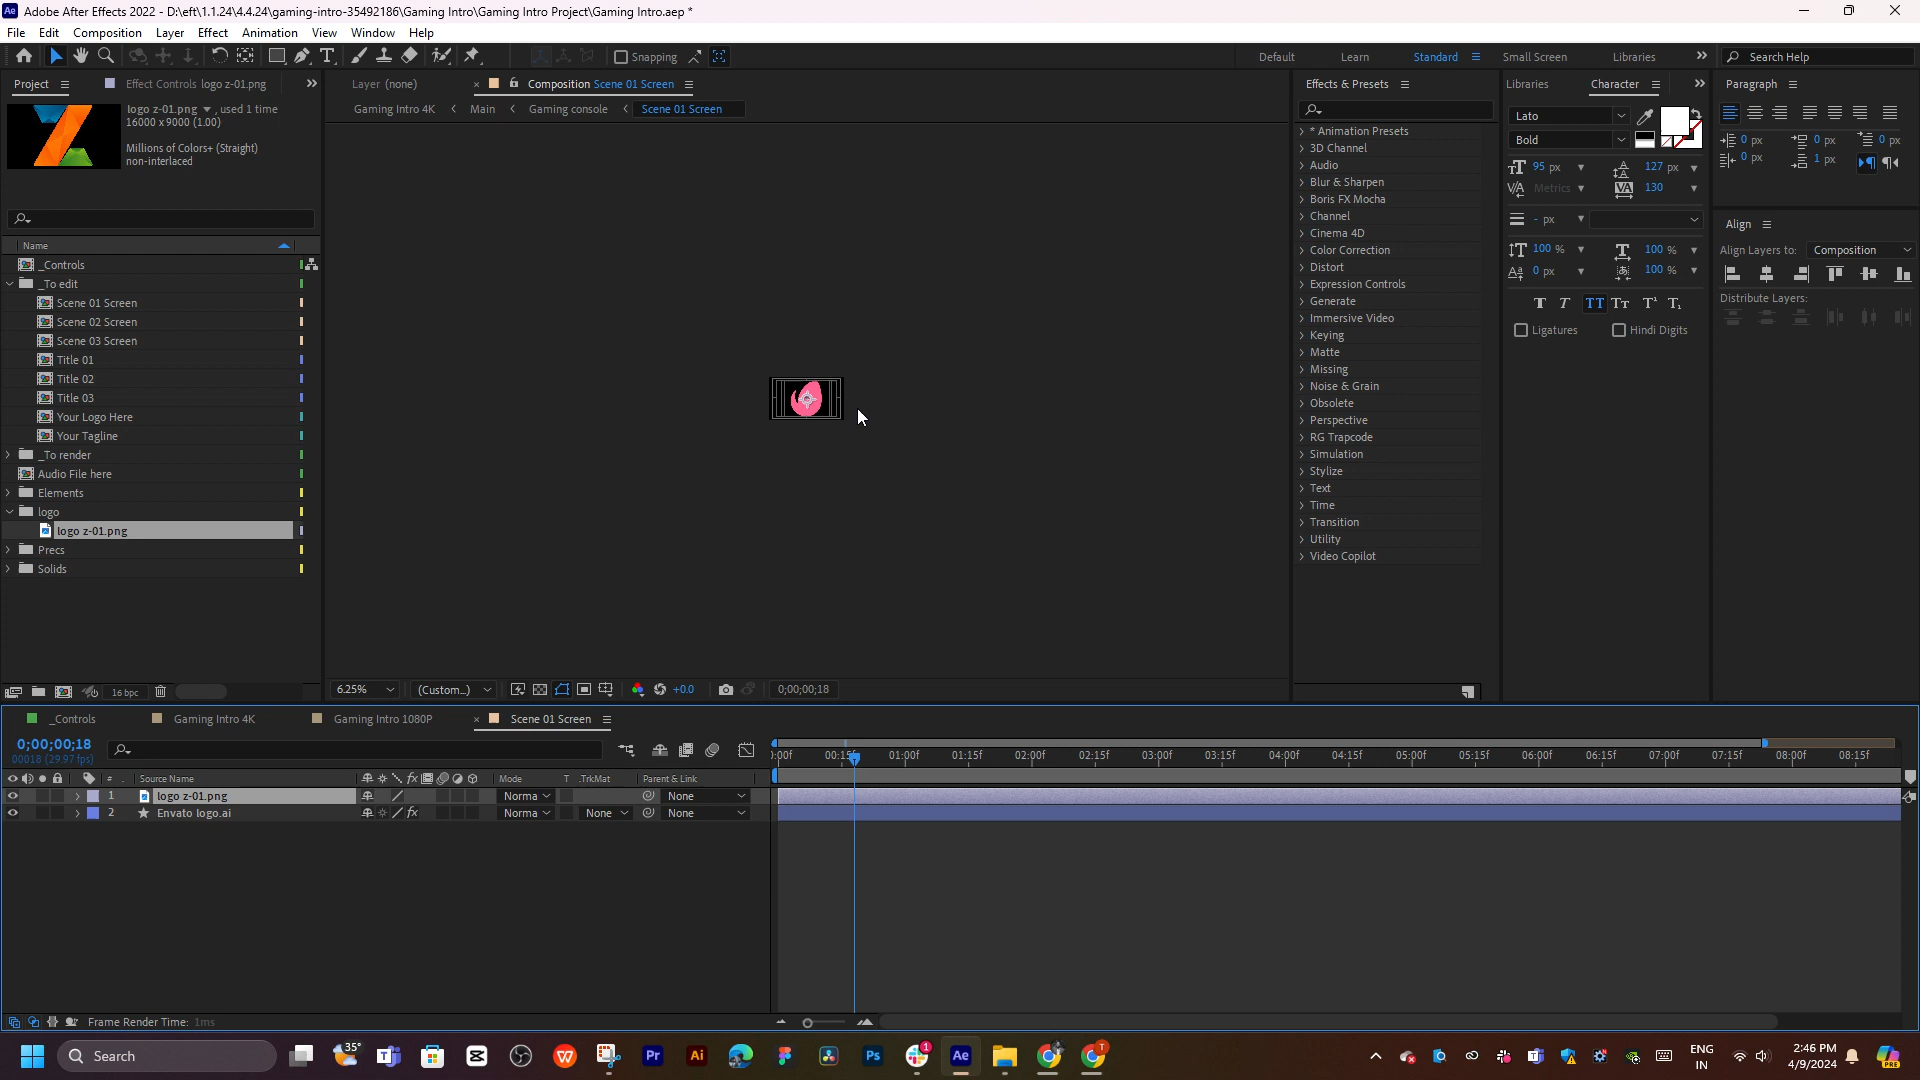 Adobe After Effects 2022 - D:\eft\1.1.24\4.4.24\gaming-intro-35492186\Gaming Intro\Gaming Intro Project\Gaming Intro.aep *
File Edit Composition Layer Effect Animation View Window Help
Snapping Default Learn Standard Small Screen Libraries Search Help
Project Effect Controls logo z-01.png
logo z-01.png , used 1 time
16000 x 9000 (1.00)
Millions of Colors+ (Straight)
non-interlaced
Name
_Controls
_To edit
Scene 01 Screen
Scene 02 Screen
Scene 03 Screen
Title 01
Title 02
Title 03
Your Logo Here
Your Tagline
_To render
Audio File here
Elements
logo
logo z-01.png
Precs
Solids
16 bpc
Layer (none) Composition Scene 01 Screen
Gaming Intro 4K Main Gaming console Scene 01 Screen
6.25% (Custom...) +0.0 0;00;00;18
Effects & Presets
* Animation Presets
3D Channel
Audio
Blur & Sharpen
Boris FX Mocha
Channel
Cinema 4D
Color Correction
Distort
Expression Controls
Generate
Immersive Video
Keying
Matte
Missing
Noise & Grain
Obsolete
Perspective
RG Trapcode
Simulation
Stylize
Text
Time
Transition
Utility
Video Copilot
Libraries Character
Lato
Bold
95 px 127 px
Metrics 130
- px
100 % 100 %
0 px 100 %
Ligatures Hindi Digits
Paragraph
0 px 0 px 0 px
0 px 1 px
Align
Align Layers to: Composition
Distribute Layers:
_Controls Gaming Intro 4K Gaming Intro 1080P Scene 01 Screen
0;00;00;18
00018 (29.97 fps)
:00f 00:15f 01:00f 01:15f 02:00f 02:15f 03:00f 03:15f 04:00f 04:15f 05:00f 05:15f 06:00f 06:15f 07:00f 07:15f 08:00f 08:15f
# Source Name Mode T .TrkMat Parent & Link
1 logo z-01.png Norma None
2 Envato logo.ai Norma None None
Frame Render Time: 1ms
Search 35° ENG
IN
2:46 PM
4/9/2024